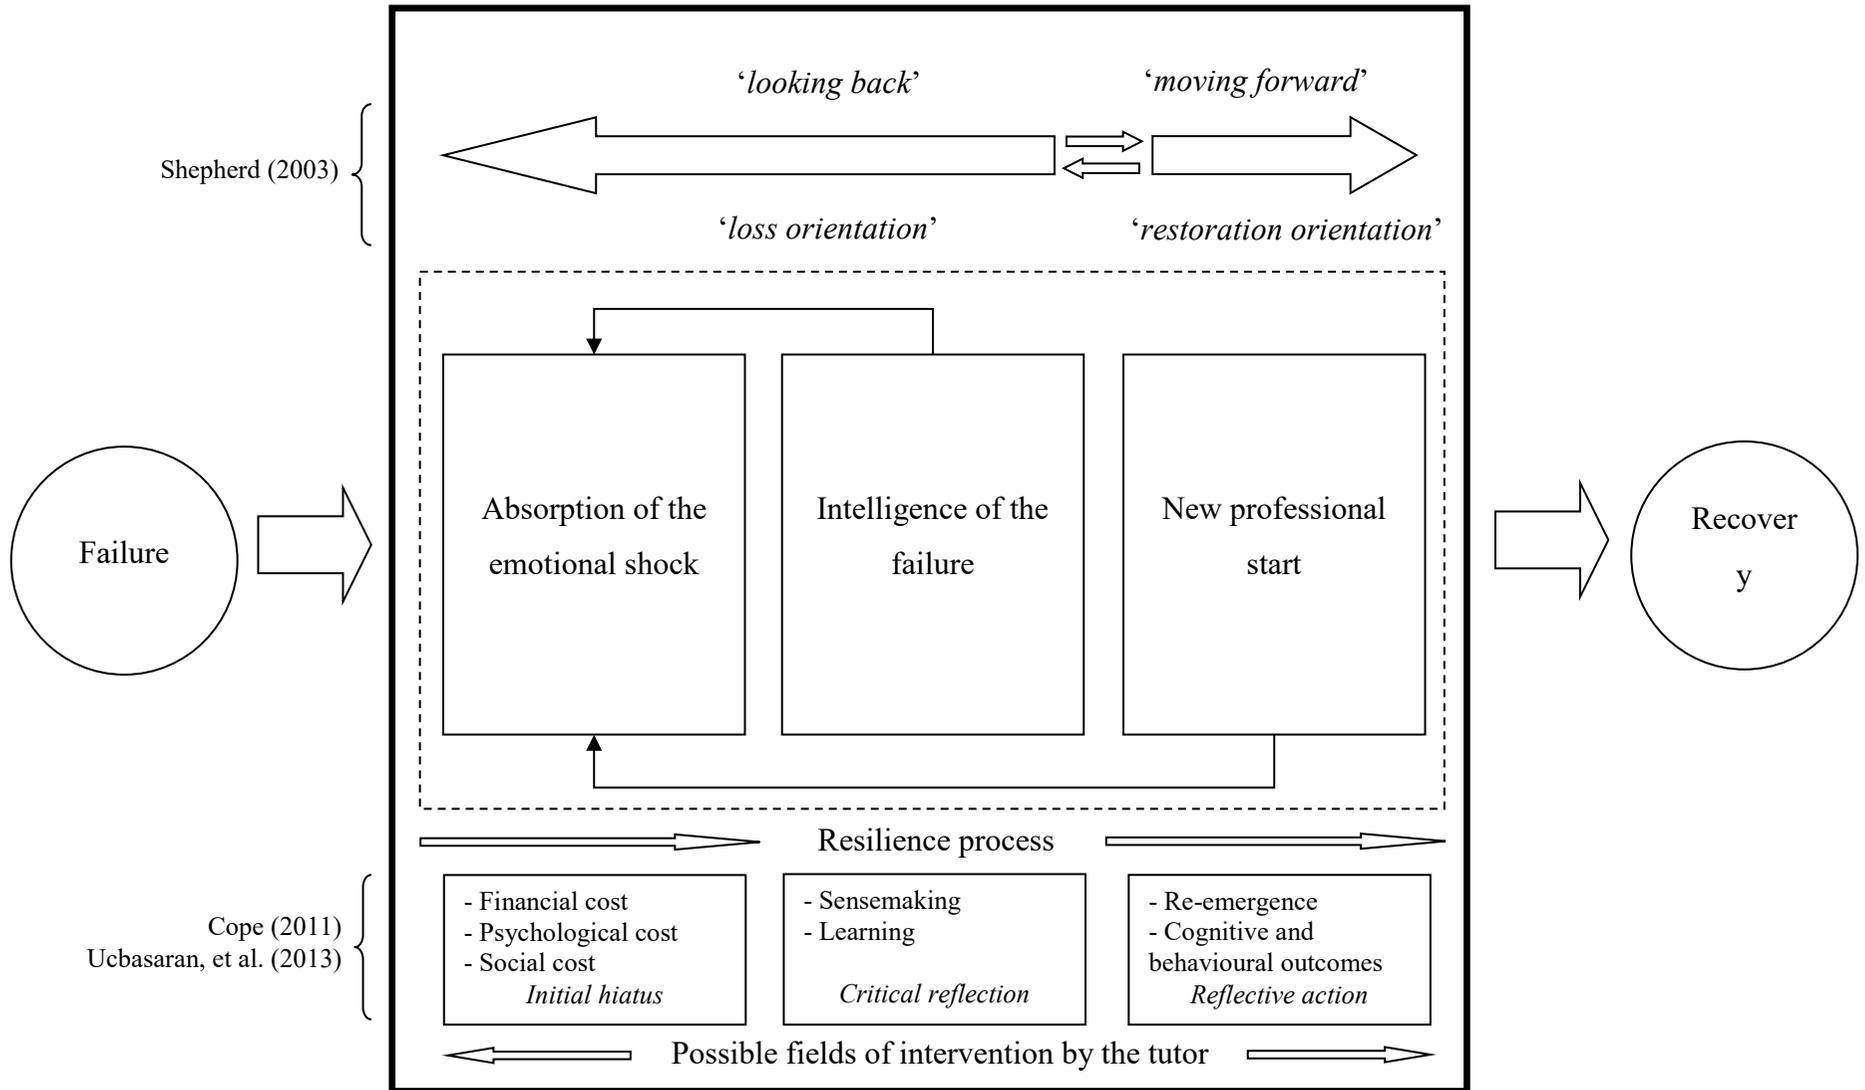 ‘looking back’
‘moving forward’
Shepherd (2003)
‘loss orientation’
‘restoration orientation’
Failure
Absorption of the
emotional shock
Intelligence of the
failure
New professional
start
Recover
y
Resilience process
Cope (2011)
Ucbasaran, et al. (2013)
- Financial cost
- Psychological cost
- Social cost
Initial hiatus
- Sensemaking
- Learning
Critical reflection
- Re-emergence
- Cognitive and
behavioural outcomes
Reflective action
Possible fields of intervention by the tutor